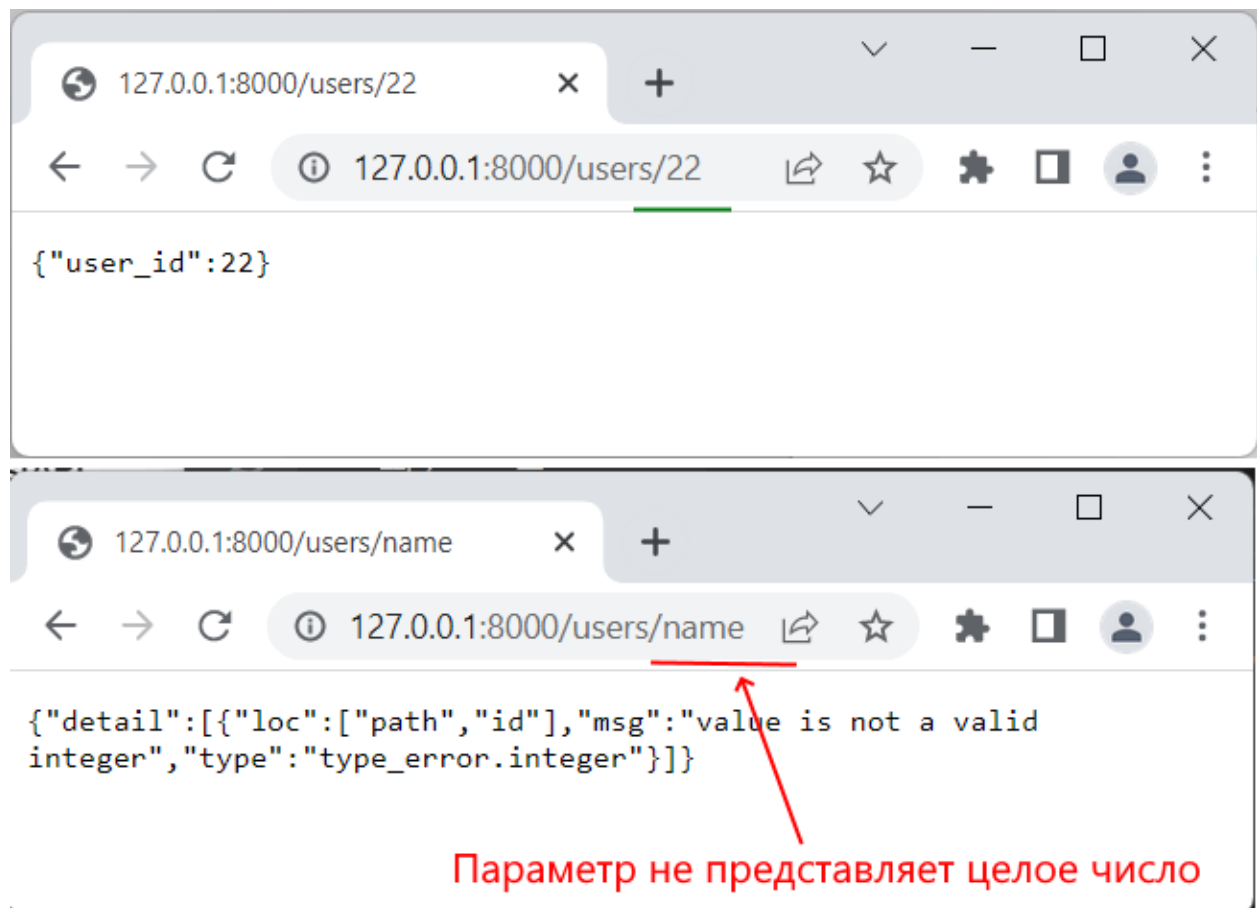 127.0.0.1:8000/users/22
127.0.0.1:8000/users/22
{"user_id":22}
127.0.0.1:8000/users/name
127.0.0.1:8000/users/name
{"detail":[{"loc":["path","id"],"msg":"value is not a valid
integer","type":"type_error.integer"}]}
Параметр не представляет целое число